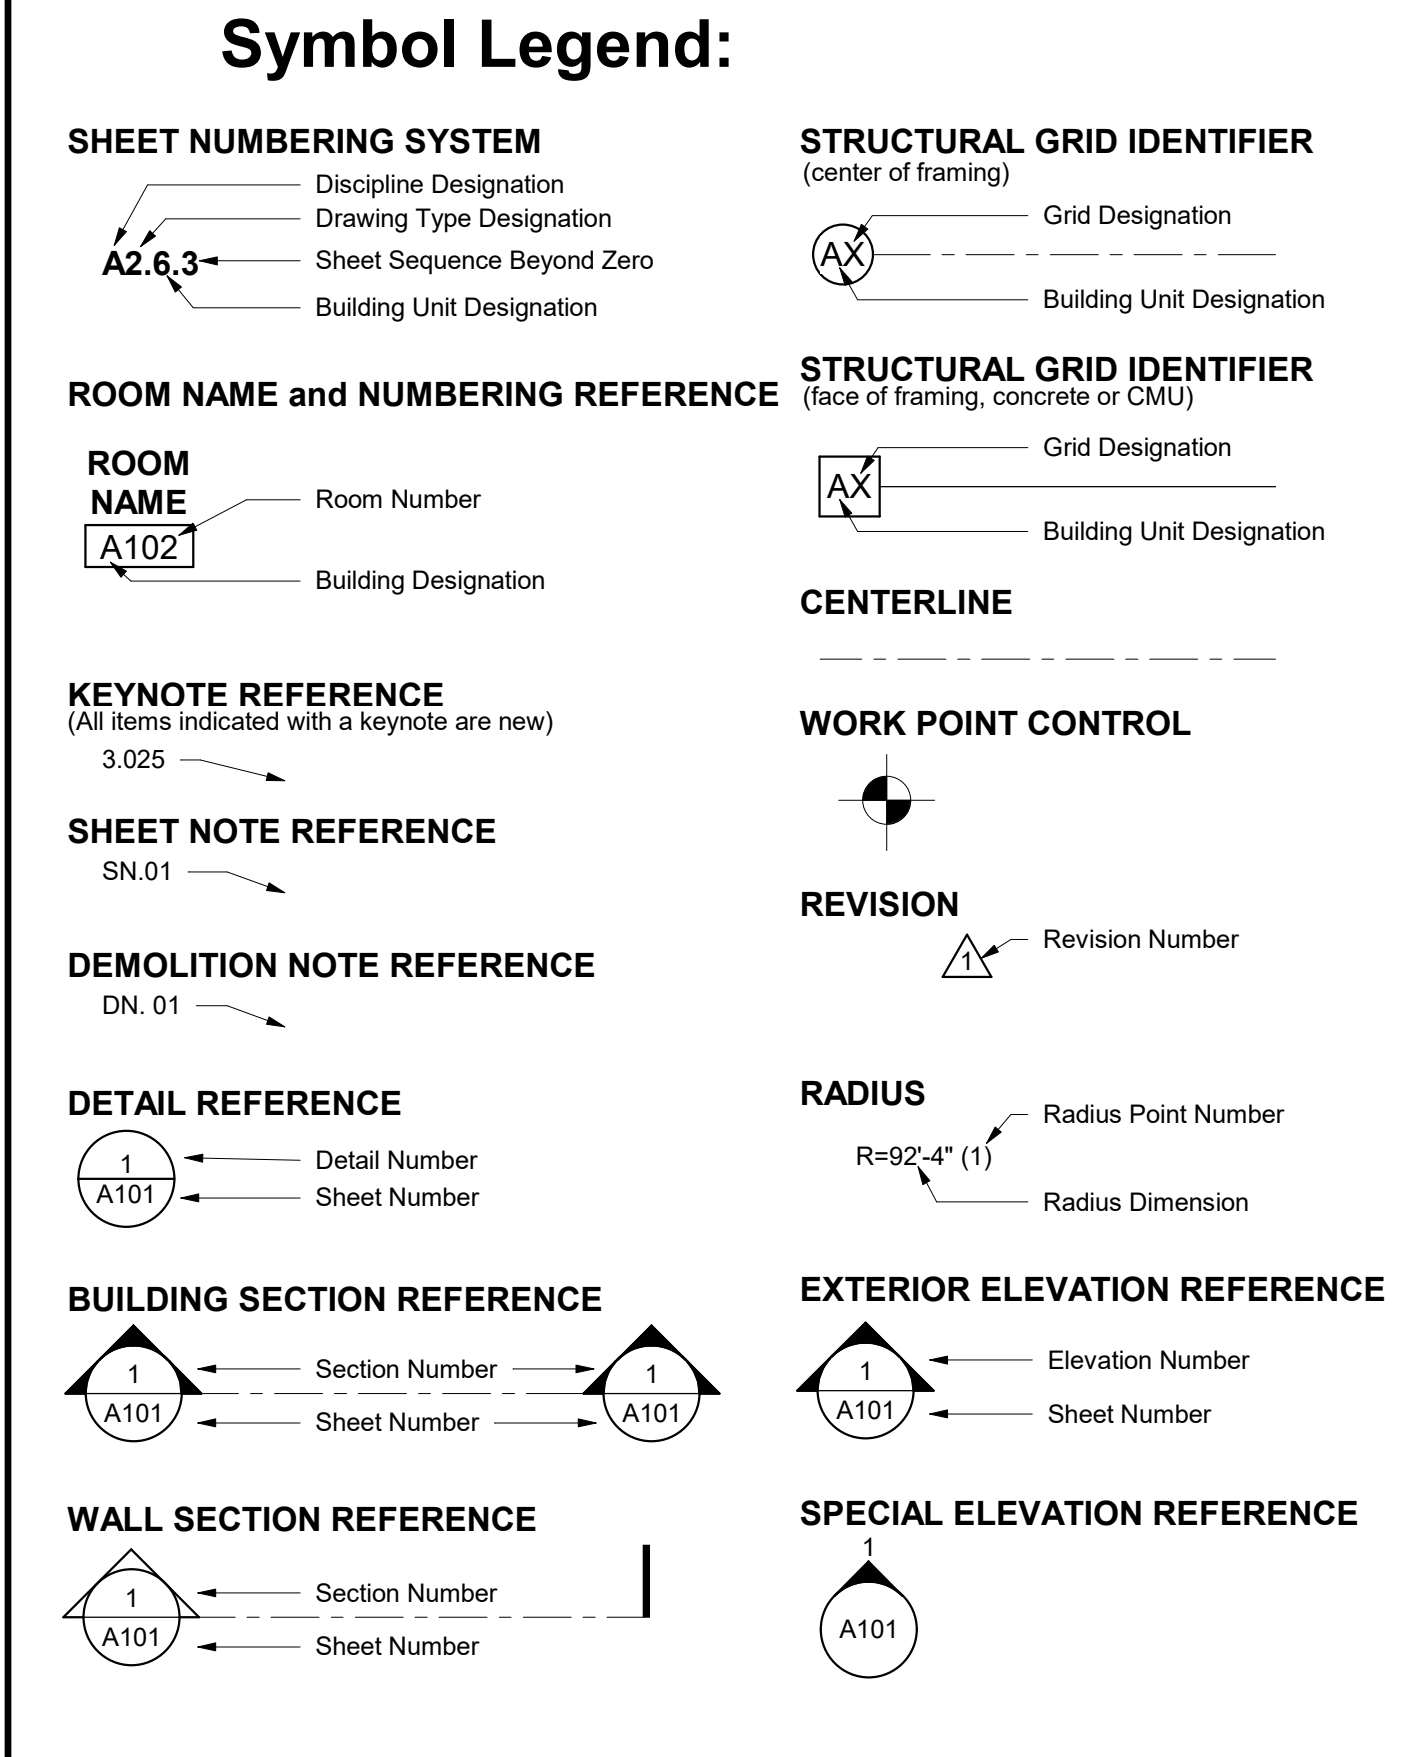 Symbol Legend:
SHEET NUMBERING SYSTEM
Discipline Designation
Drawing Type Designation
A2.6.3
Sheet Sequence Beyond Zero
Building Unit Designation
ROOM NAME and NUMBERING REFERENCE
ROOM
NAME
Room Number
A102
Building Designation
KEYNOTE REFERENCE
(All items indicated with a keynote are new)
3.025
SHEET NOTE REFERENCE
SN.01
DEMOLITION NOTE REFERENCE
DN. 01
DETAIL REFERENCE
1
Detail Number
A101
Sheet Number
BUILDING SECTION REFERENCE
1
Section Number
1
A101
Sheet Number
A101
WALL SECTION REFERENCE
1
Section Number
A101
Sheet Number
STRUCTURAL GRID IDENTIFIER
(center of framing)
Grid Designation
AX
Building Unit Designation
STRUCTURAL GRID IDENTIFIER
(face of framing, concrete or CMU)
Grid Designation
AX
Building Unit Designation
CENTERLINE
WORK POINT CONTROL
REVISION
Revision Number
1
RADIUS
Radius Point Number
R=92'-4" (1)
Radius Dimension
EXTERIOR ELEVATION REFERENCE
1
Elevation Number
A101
Sheet Number
SPECIAL ELEVATION REFERENCE
1
A101